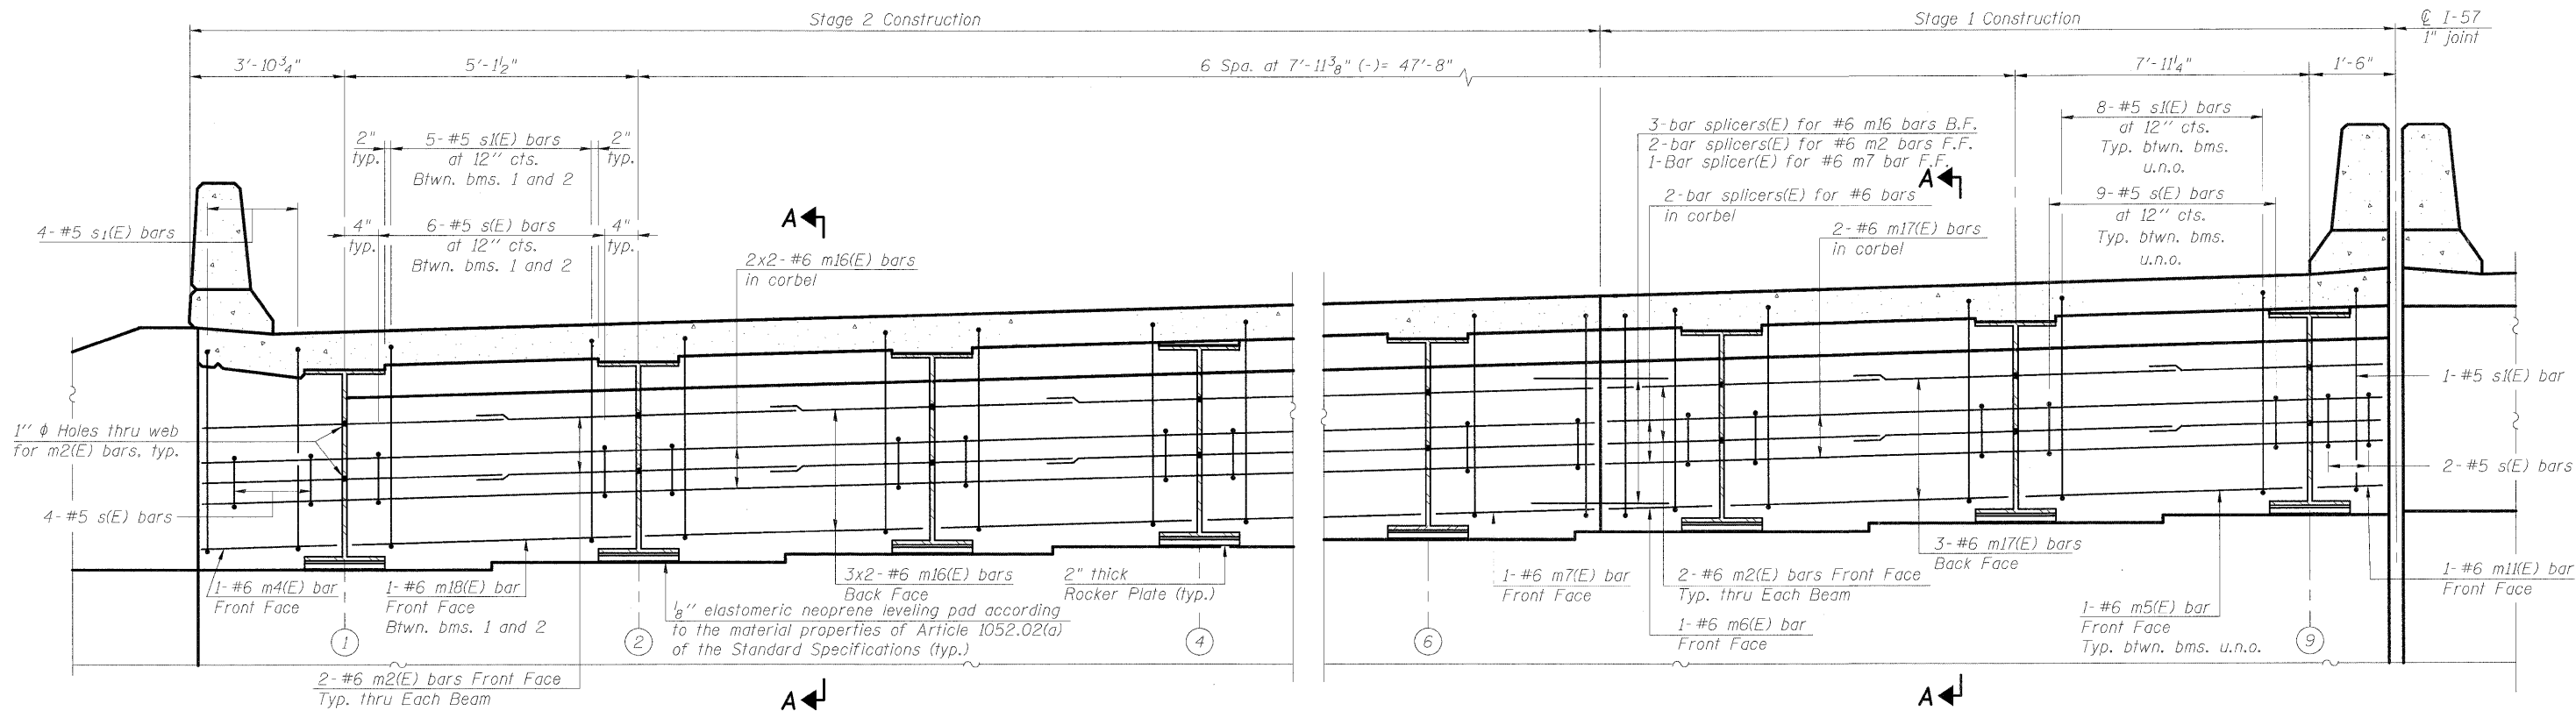 Stage 2 Construction
Stage 1 Construction
℄ I-57
1" joint
3'-10¾"
5'-1½"
6 Spa. at 7'-11⅜" (-)= 47'-8"
7'-11¼"
1'-6"
2"
typ.
5-#5 s1(E) bars
at 12" cts.
Btwn. bms. 1 and 2
2"
typ.
4-#5 s1(E) bars
4"
typ.
6-#5 s(E) bars
at 12" cts.
Btwn. bms. 1 and 2
4"
typ.
A
2x2-#6 m16(E) bars
in corbel
3-bar splicers(E) for #6 m16 bars B.F.
2-bar splicers(E) for #6 m2 bars F.F.
1-Bar splicer(E) for #6 m7 bar F.F.
A
2-bar splicers(E) for #6 bars
in corbel
2-#6 m17(E) bars
in corbel
8-#5 s1(E) bars
at 12" cts.
Typ. btwn. bms.
u.n.o.
9-#5 s(E) bars
at 12" cts.
Typ. btwn. bms.
u.n.o.
1" ϕ Holes thru web
for m2(E) bars, typ.
4-#5 s(E) bars
1-#5 s1(E) bar
2-#5 s(E) bars
1-#6 m4(E) bar
Front Face
1-#6 m18(E) bar
Front Face
Btwn. bms. 1 and 2
3x2-#6 m16(E) bars
Back Face
2" thick
Rocker Plate (typ.)
⅛" elastomeric neoprene leveling pad according
to the material properties of Article 1052.02(a)
of the Standard Specifications (typ.)
1-#6 m7(E) bar
Front Face
2-#6 m2(E) bars Front Face
Typ. thru Each Beam
1-#6 m6(E) bar
Front Face
3-#6 m17(E) bars
Back Face
1-#6 m5(E) bar
Front Face
Typ. btwn. bms. u.n.o.
1-#6 m11(E) bar
Front Face
1
2
4
6
9
2-#6 m2(E) bars Front Face
Typ. thru Each Beam
A
A